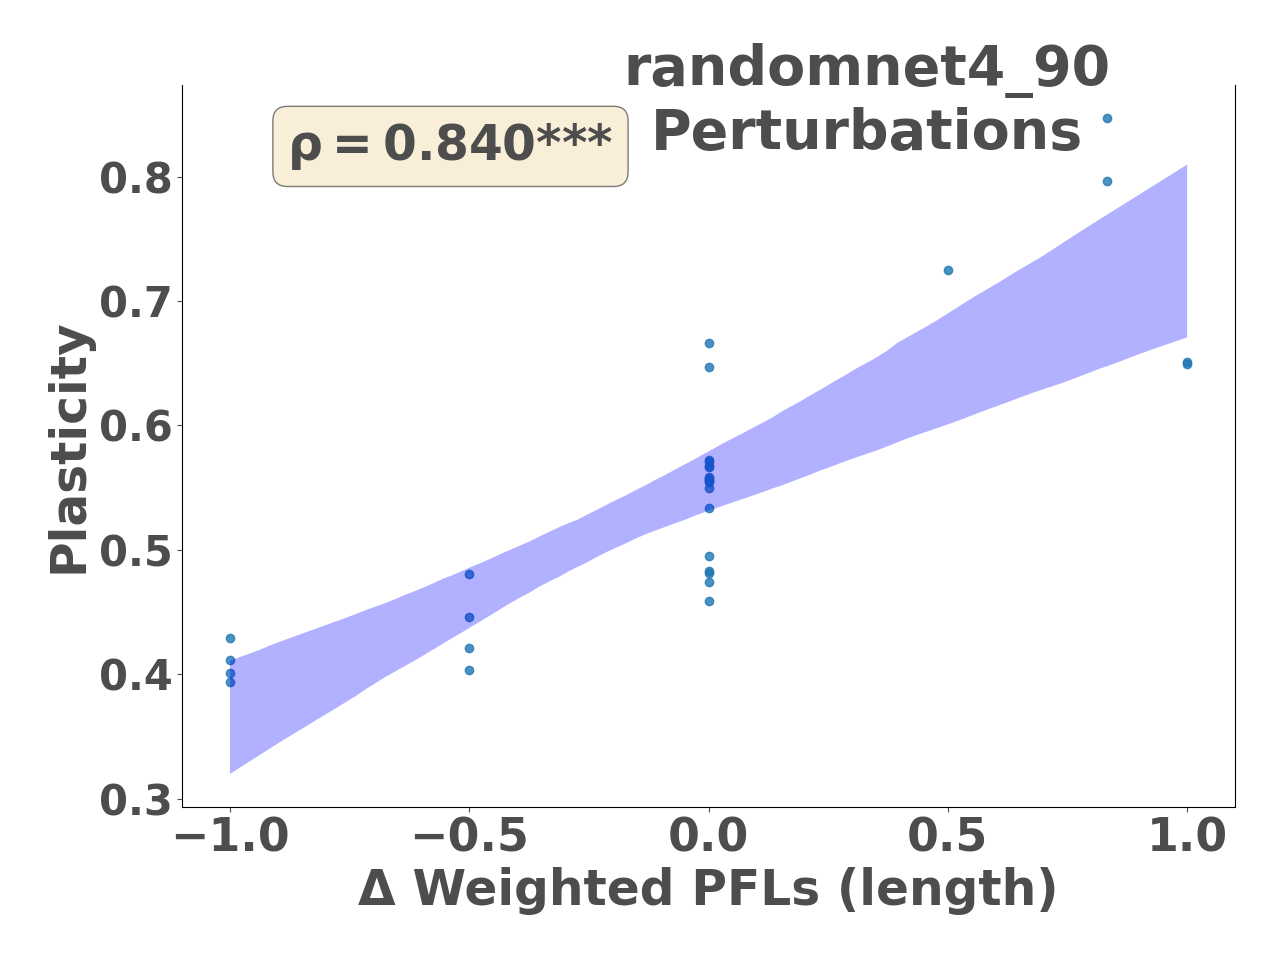 randomnet4_90
Perturbations
ρ = 0.840***
0.8
0.7
0.6
0.5
0.4
0.3
Plasticity
−1.0
−0.5
0.0
0.5
1.0
Δ Weighted PFLs (length)